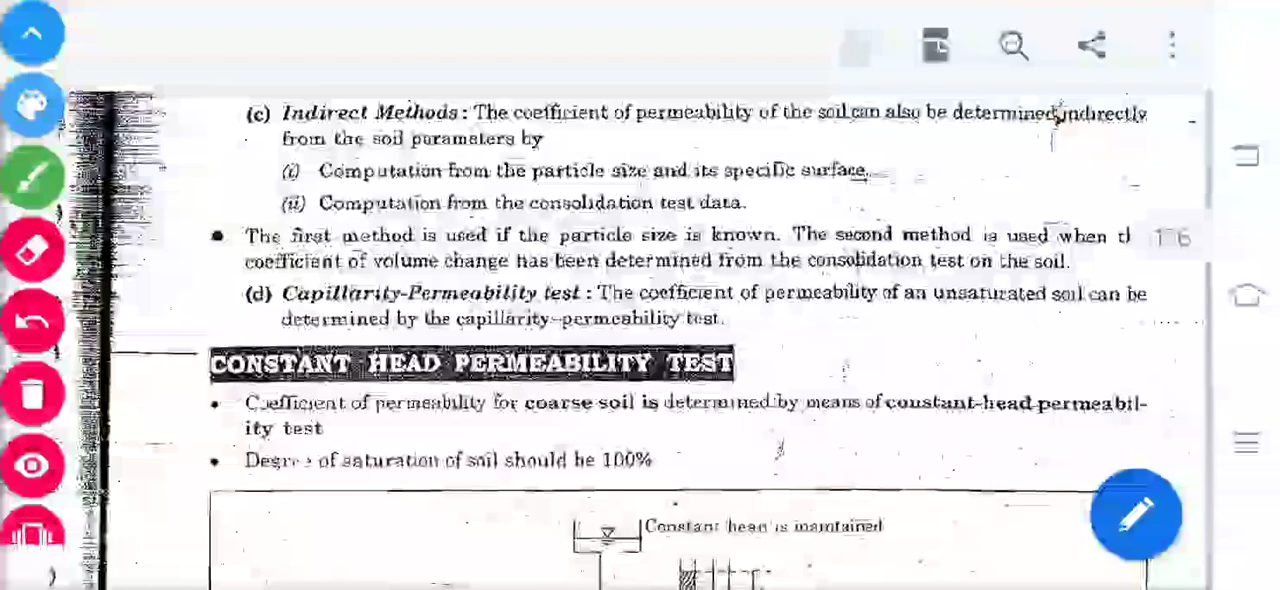 (c) Indirect Methods : The coefficient of permeability of the soil can also be determined indirectly
from the soil paramaters by
(i) Computation from the particle size and its specific surface.
(ii) Computation from the consolidation test data.
• The first method is used if the particle size is known. The second method is used when
coefficient of volume change has been determined from the consolidation test on the soil.
(d) Capillarity-Permeability test : The coefficient of permeability of an unsaturated soil can be
determined by the capillarity-permeability test.
CONSTANT HEAD PERMEABILITY TEST
• Coefficient of permeability for coarse soil is determined by means of constant-head permeabil-
ity test
• Degree of saturation of soil should be 100%
Constant head is maintained